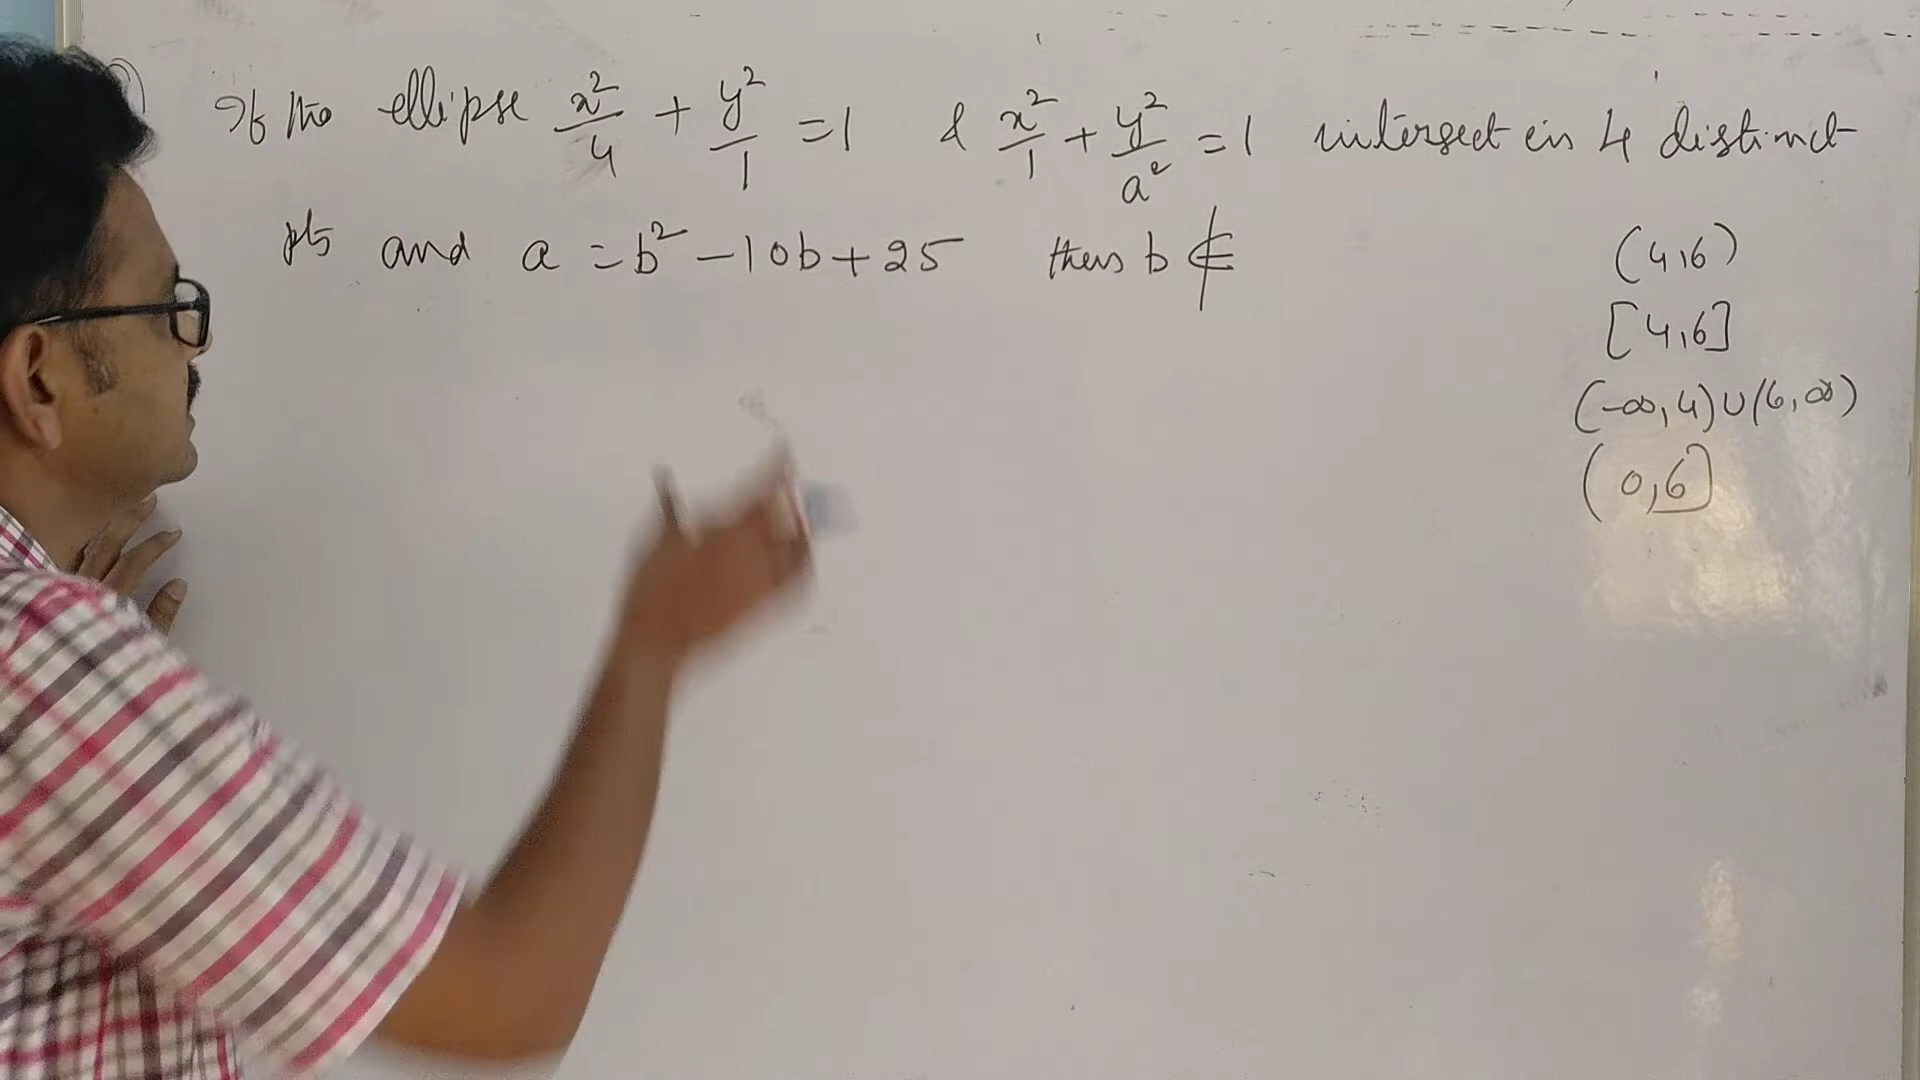 If the ellipse x²/4 + y²/1 = 1 & x²/1 + y²/a² = 1 intersect in 4 distinct
pts and a = b² - 10b + 25 then b ∉
(4,6)
[4,6]
(-∞,4)∪(6,∞)
(0,6]